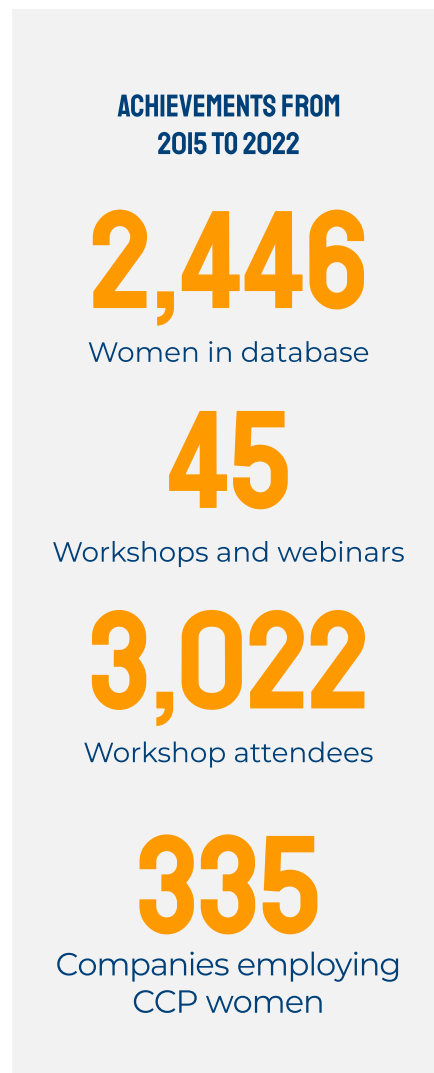 ACHIEVEMENTS FROM
2015 TO 2022
2,446
Women in database
45
Workshops and webinars
3,022
Workshop attendees
335
Companies employing
CCP women